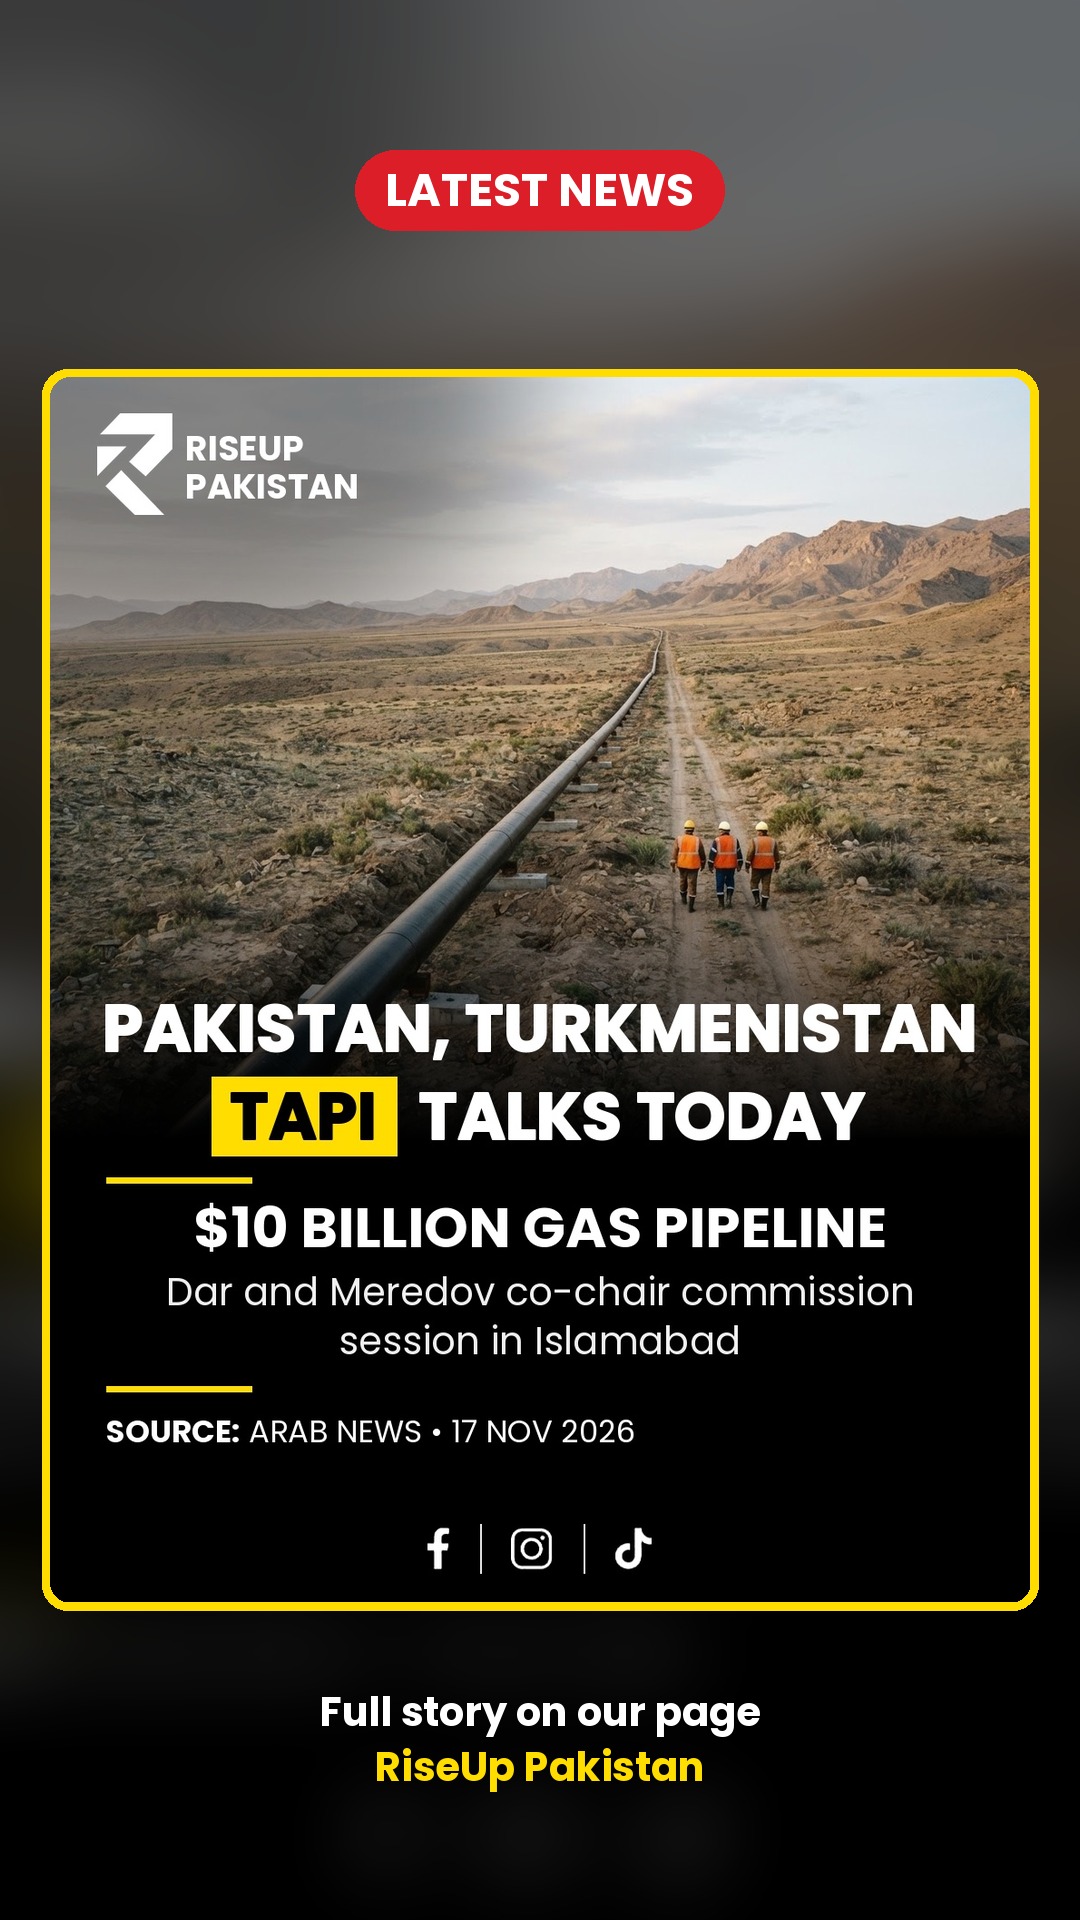 LATEST NEWS
RISEUP
PAKISTAN
PAKISTAN, TURKMENISTAN
TAPI TALKS TODAY
$10 BILLION GAS PIPELINE
Dar and Meredov co-chair commission
session in Islamabad
SOURCE: ARAB NEWS • 17 NOV 2026
Full story on our page
RiseUp Pakistan